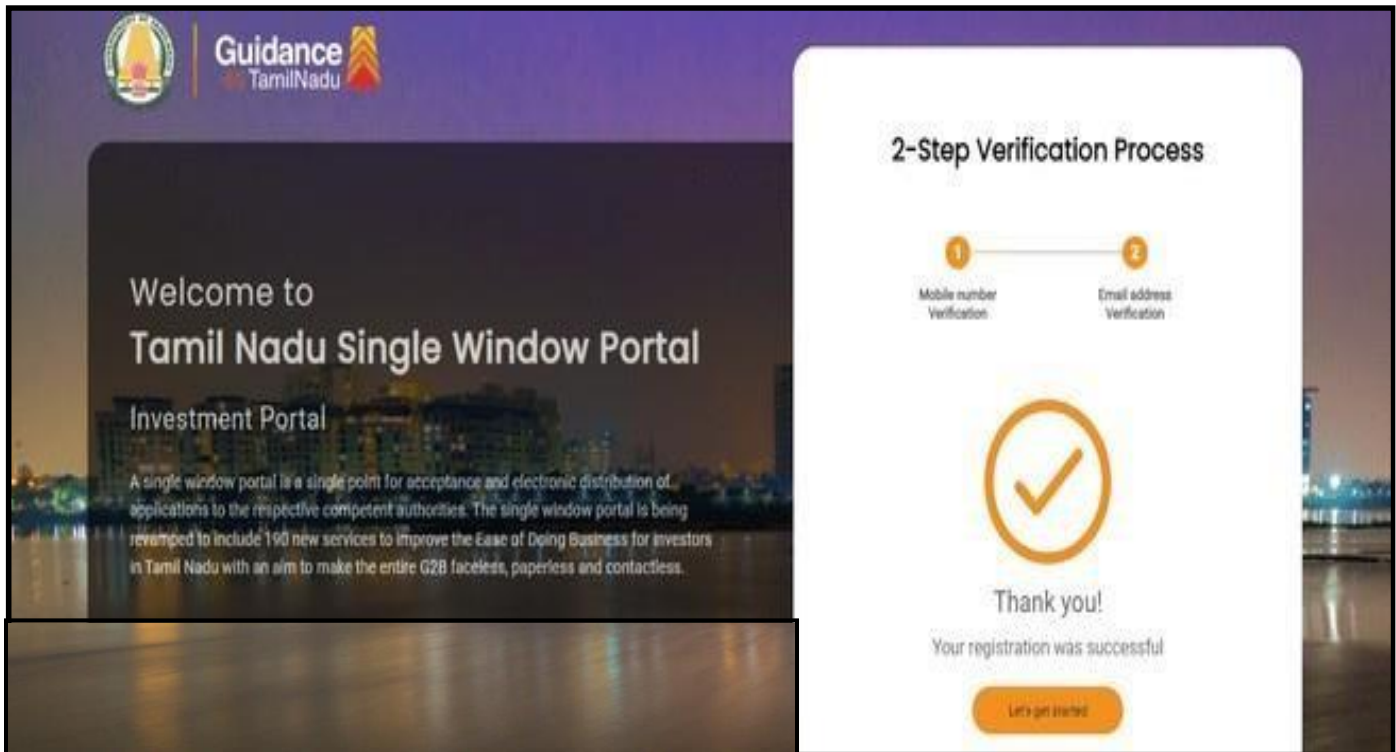 Guidance
TamilNadu
Welcome to
Tamil Nadu Single Window Portal
Investment Portal
A single window portal is a single point for acceptance and electronic distribution of
applications to the respective competent authorities. The single window portal is being
revamped to include 190 new services to improve the Ease of Doing Business for investors
in Tamil Nadu with an aim to make the entire G2B faceless, paperless and contactless.
2-Step Verification Process
1 2
Mobile number
Verification
Email address
Verification
Thank you!
Your registration was successful
Let's get started